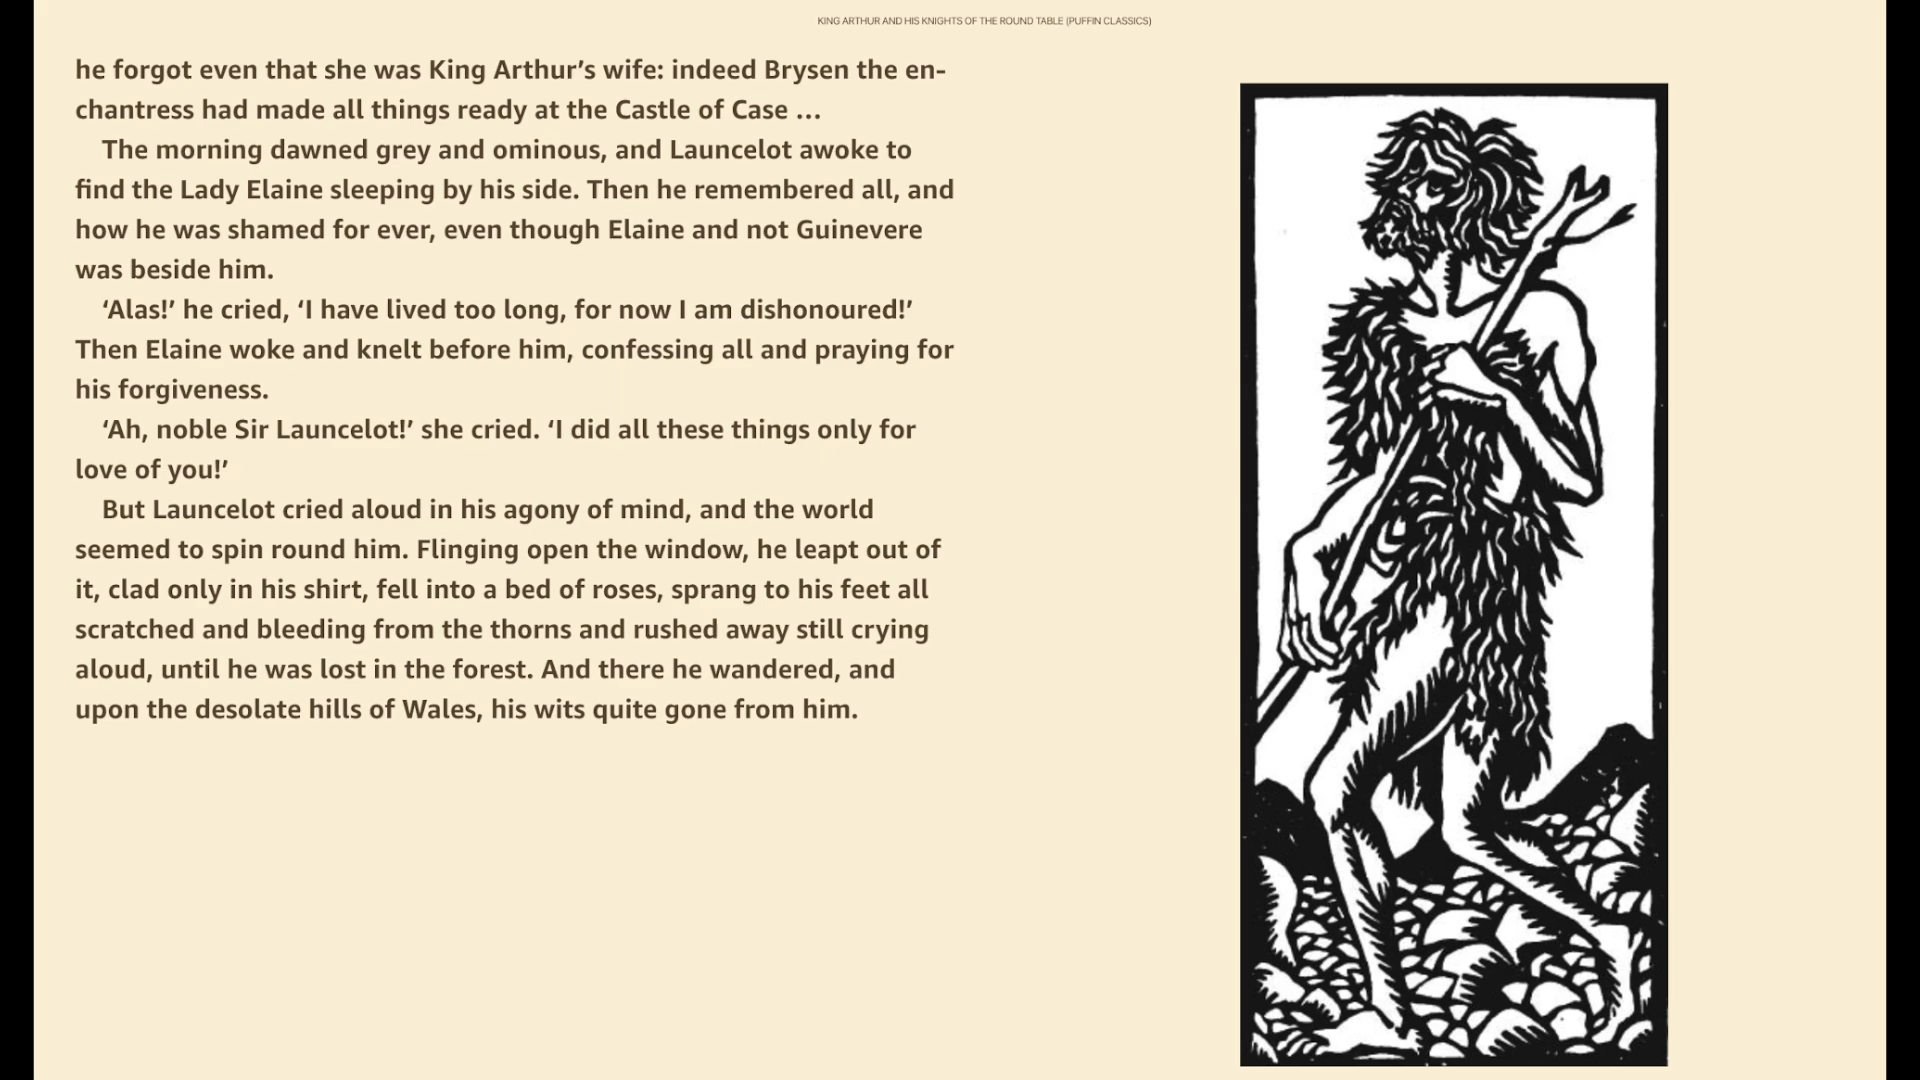 KING ARTHUR AND HIS KNIGHTS OF THE ROUND TABLE (PUFFIN CLASSICS)
he forgot even that she was King Arthur’s wife: indeed Brysen the en-
chantress had made all things ready at the Castle of Case …
The morning dawned grey and ominous, and Launcelot awoke to
find the Lady Elaine sleeping by his side. Then he remembered all, and
how he was shamed for ever, even though Elaine and not Guinevere
was beside him.
‘Alas!’ he cried, ‘I have lived too long, for now I am dishonoured!’
Then Elaine woke and knelt before him, confessing all and praying for
his forgiveness.
‘Ah, noble Sir Launcelot!’ she cried. ‘I did all these things only for
love of you!’
But Launcelot cried aloud in his agony of mind, and the world
seemed to spin round him. Flinging open the window, he leapt out of
it, clad only in his shirt, fell into a bed of roses, sprang to his feet all
scratched and bleeding from the thorns and rushed away still crying
aloud, until he was lost in the forest. And there he wandered, and
upon the desolate hills of Wales, his wits quite gone from him.